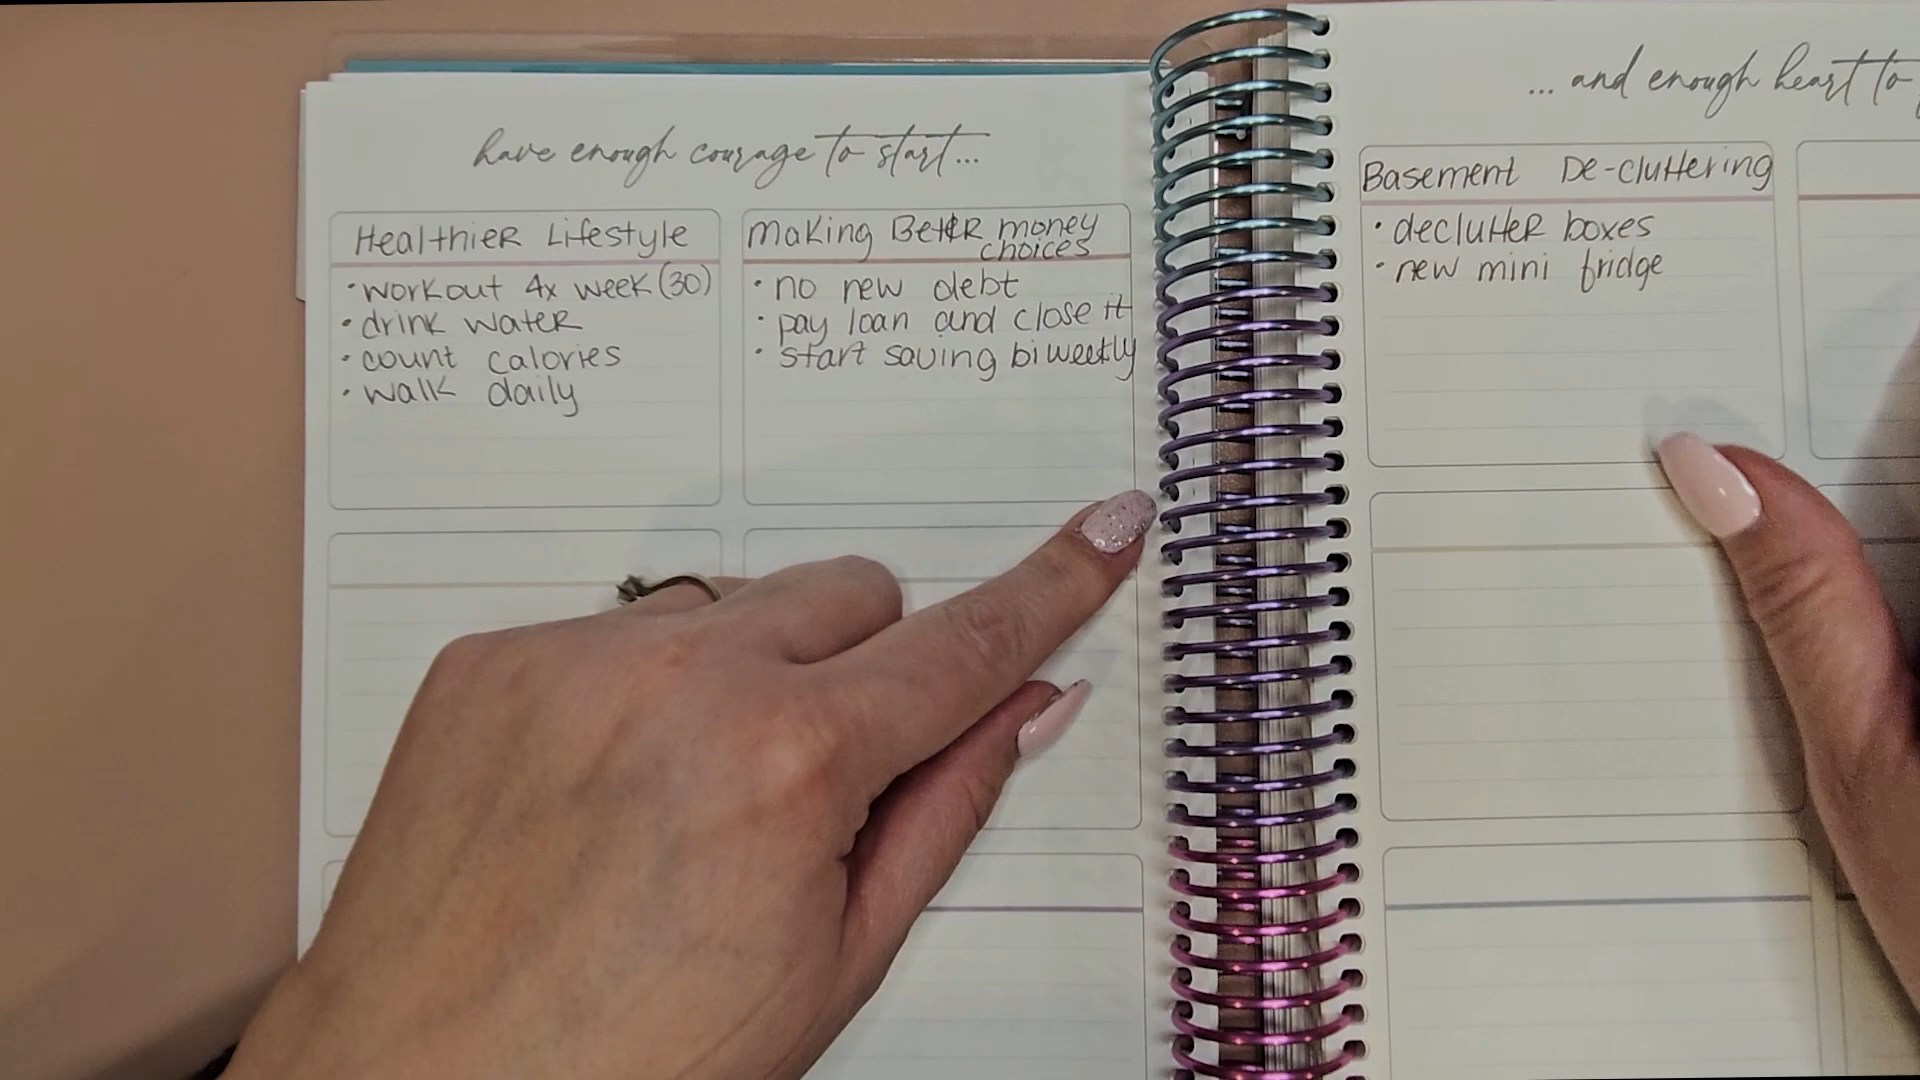 have enough courage to start...
Healthier Lifestyle
• workout 4x week (30)
• drink water
• count calories
• walk daily
Making Better money
choices
• no new debt
• pay loan and close it
• start saving biweekly
... and enough heart to
Basement De-cluttering
• declutter boxes
• new mini fridge